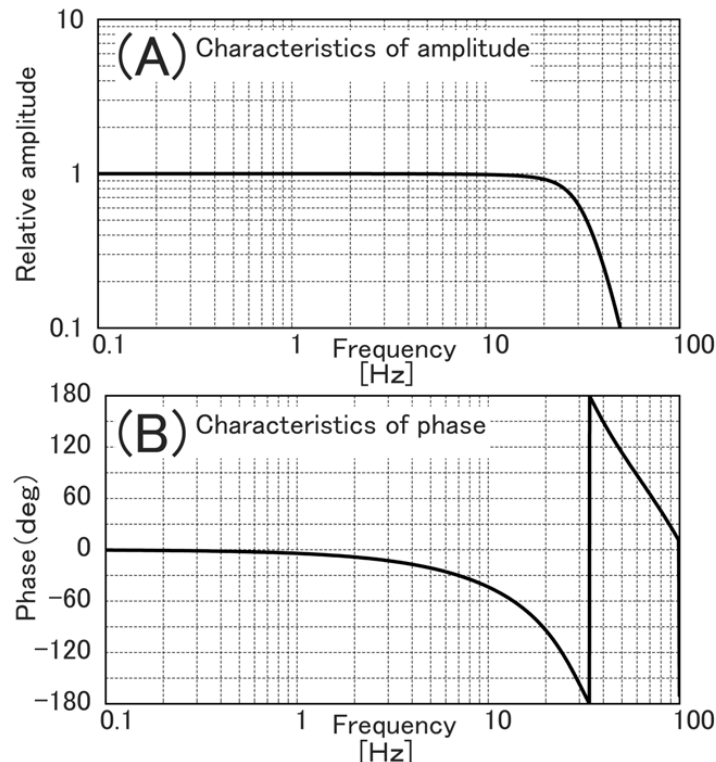 (A) Characteristics of amplitude
Relative amplitude
10
1
0.1
0.1 1 10 100
Frequency
[Hz]
(B) Characteristics of phase
Phase(deg)
180
120
60
0
-60
-120
-180
0.1 1 10 100
Frequency
[Hz]